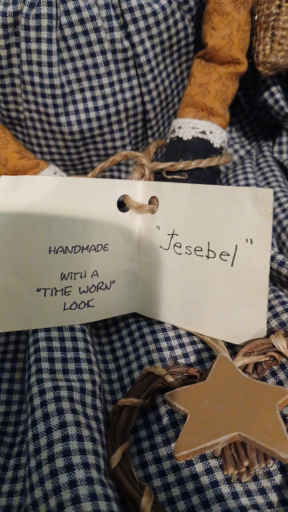 HANDMADE
WITH A
"TIME WORN"
LOOK
"Jesebel"